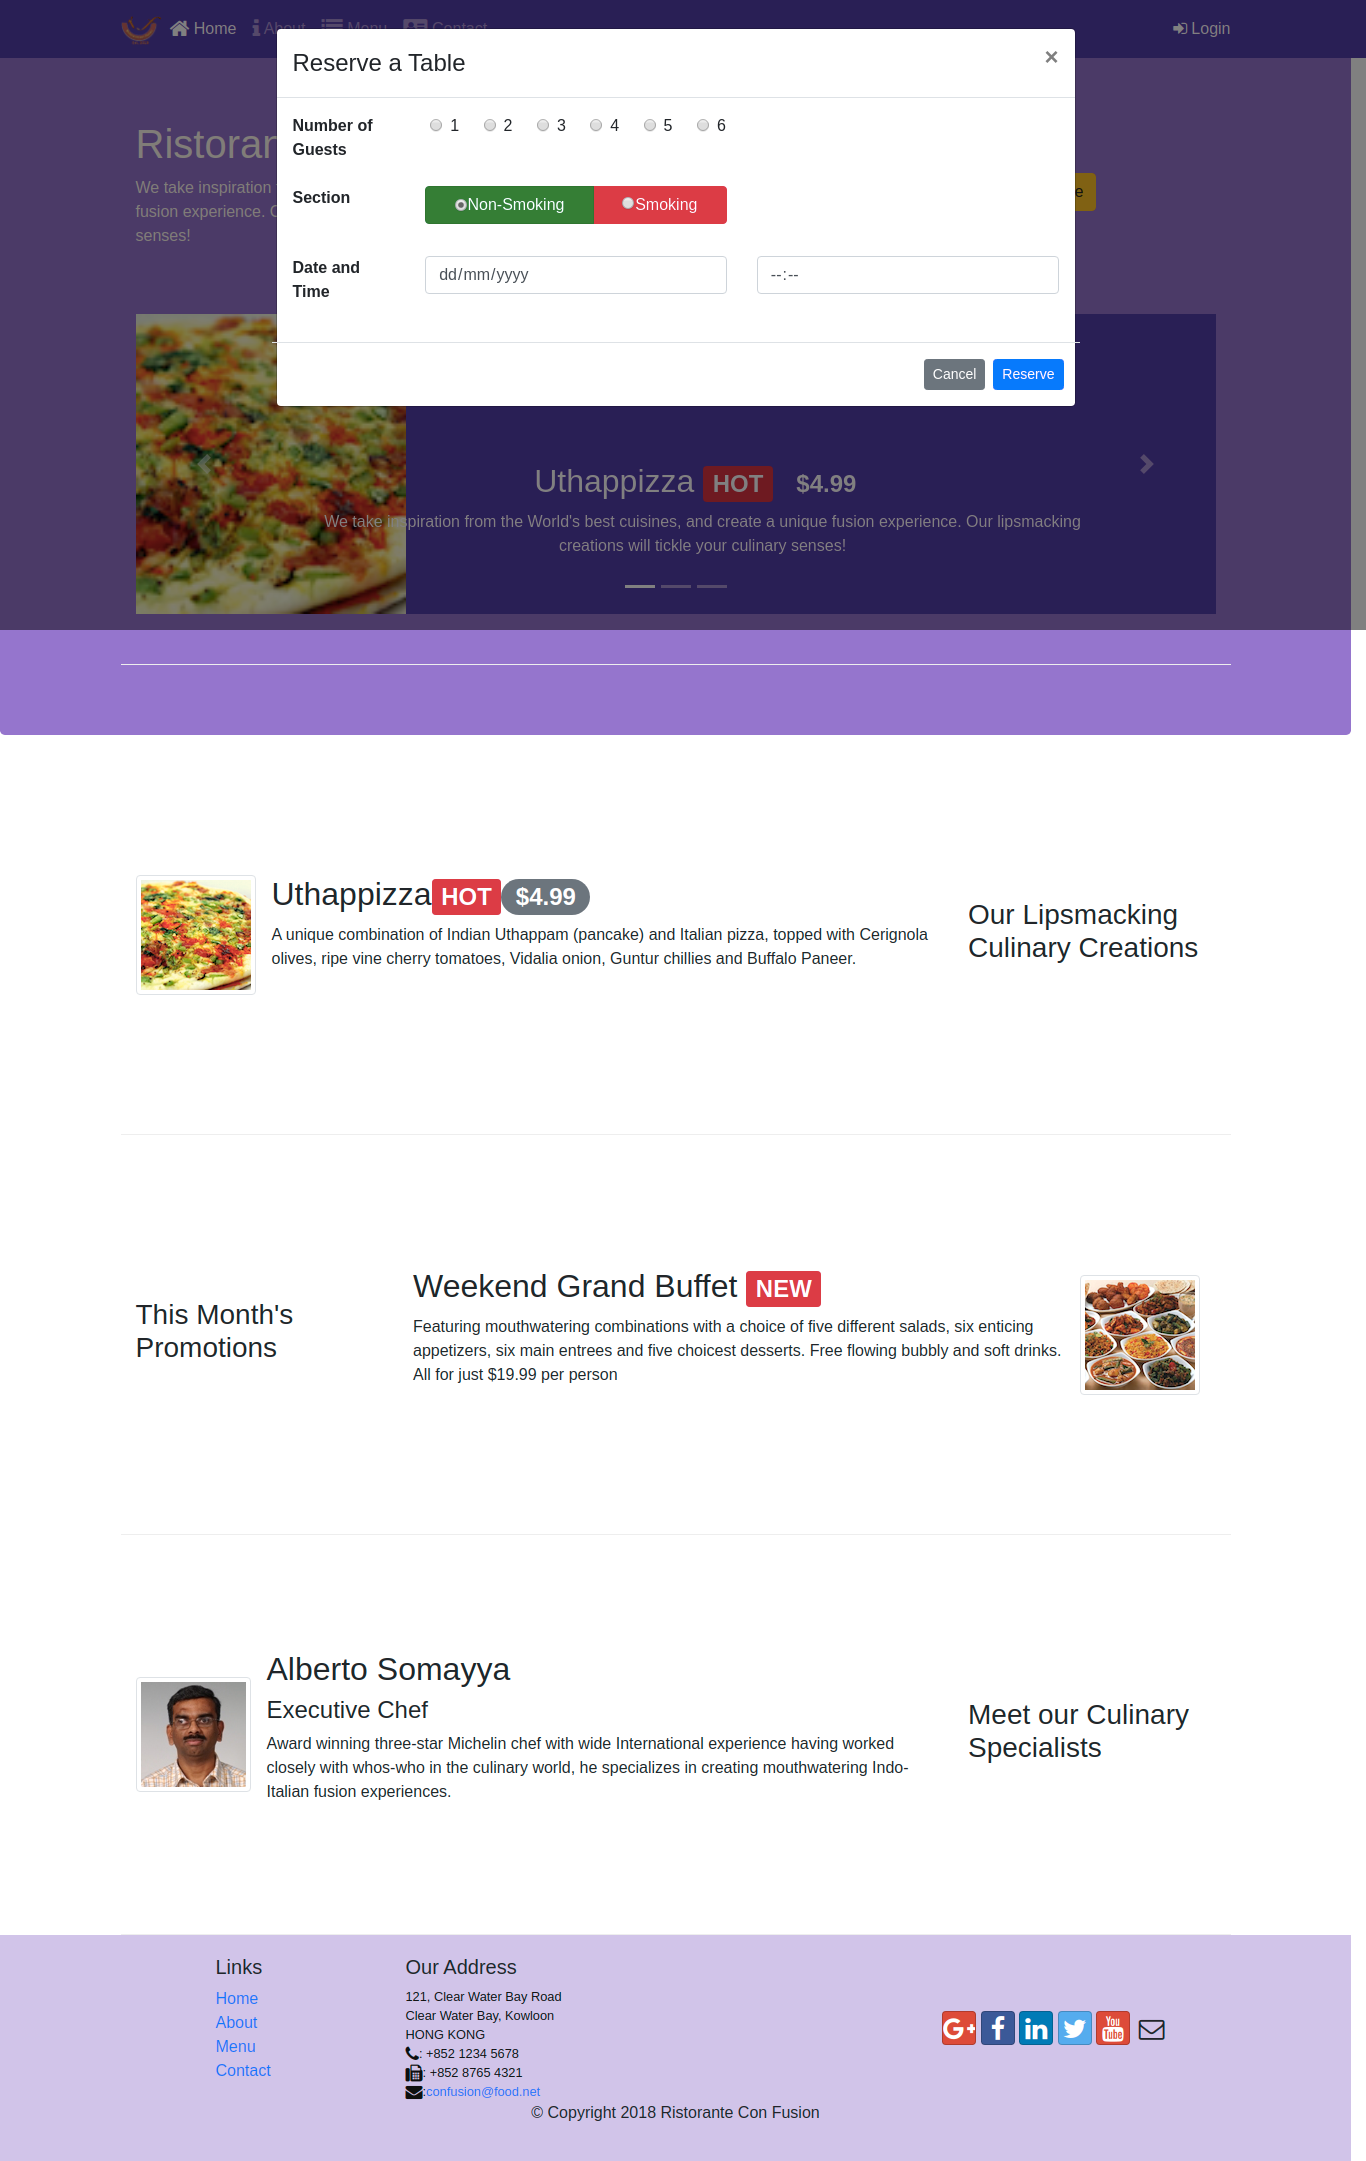 Home About Menu Contact Login
Reserve a Table ×
Number of Guests 1 2 3 4 5 6
Section Non-Smoking Smoking
Date and Time dd/mm/yyyy --:--
Cancel Reserve
We take inspiration
fusion experience.
senses!
Uthappizza HOT $4.99
We take inspiration from the World's best cuisines, and create a unique fusion experience. Our lipsmacking
creations will tickle your culinary senses!
Uthappizza HOT $4.99
A unique combination of Indian Uthappam (pancake) and Italian pizza, topped with Cerignola
olives, ripe vine cherry tomatoes, Vidalia onion, Guntur chillies and Buffalo Paneer.
Our Lipsmacking
Culinary Creations
This Month's
Promotions
Weekend Grand Buffet NEW
Featuring mouthwatering combinations with a choice of five different salads, six enticing
appetizers, six main entrees and five choicest desserts. Free flowing bubbly and soft drinks.
All for just $19.99 per person
Alberto Somayya
Executive Chef
Award winning three-star Michelin chef with wide International experience having worked
closely with whos-who in the culinary world, he specializes in creating mouthwatering Indo-
Italian fusion experiences.
Meet our Culinary
Specialists
Links
Home
About
Menu
Contact
Our Address
121, Clear Water Bay Road
Clear Water Bay, Kowloon
HONG KONG
: +852 1234 5678
: +852 8765 4321
:confusion@food.net
You Tube
© Copyright 2018 Ristorante Con Fusion